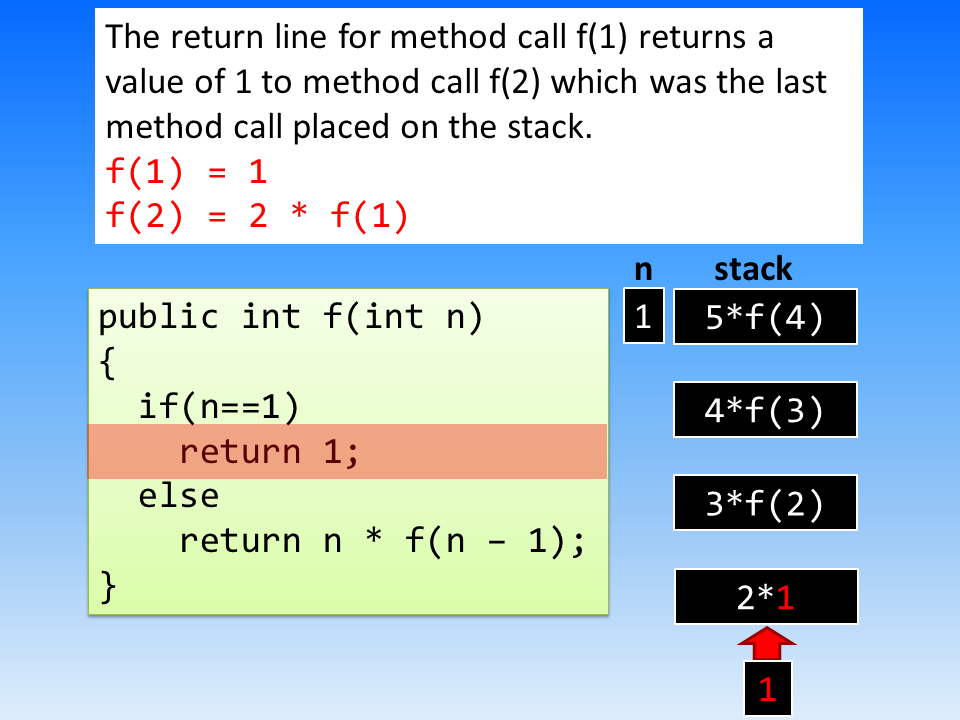 The return line for method call f(1) returns a
value of 1 to method call f(2) which was the last
method call placed on the stack.
f(1) = 1
f(2) = 2 * f(1)
n stack
public int f(int n)
{
  if(n==1)
    return 1;
  else
    return n * f(n – 1);
}
1
5*f(4)
4*f(3)
3*f(2)
2*1
1